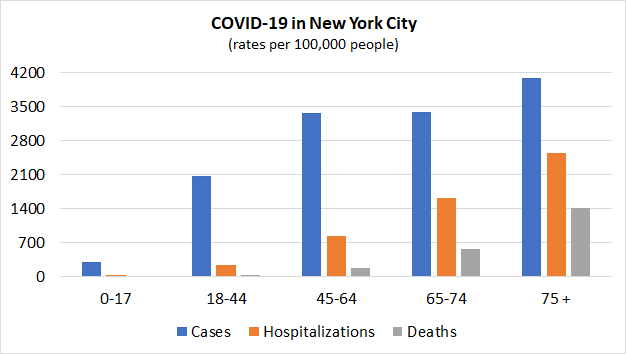 COVID-19 in New York City
(rates per 100,000 people)
4200
3500
2800
2100
1400
700
0
0-17 18-44 45-64 65-74 75 +
Cases Hospitalizations Deaths